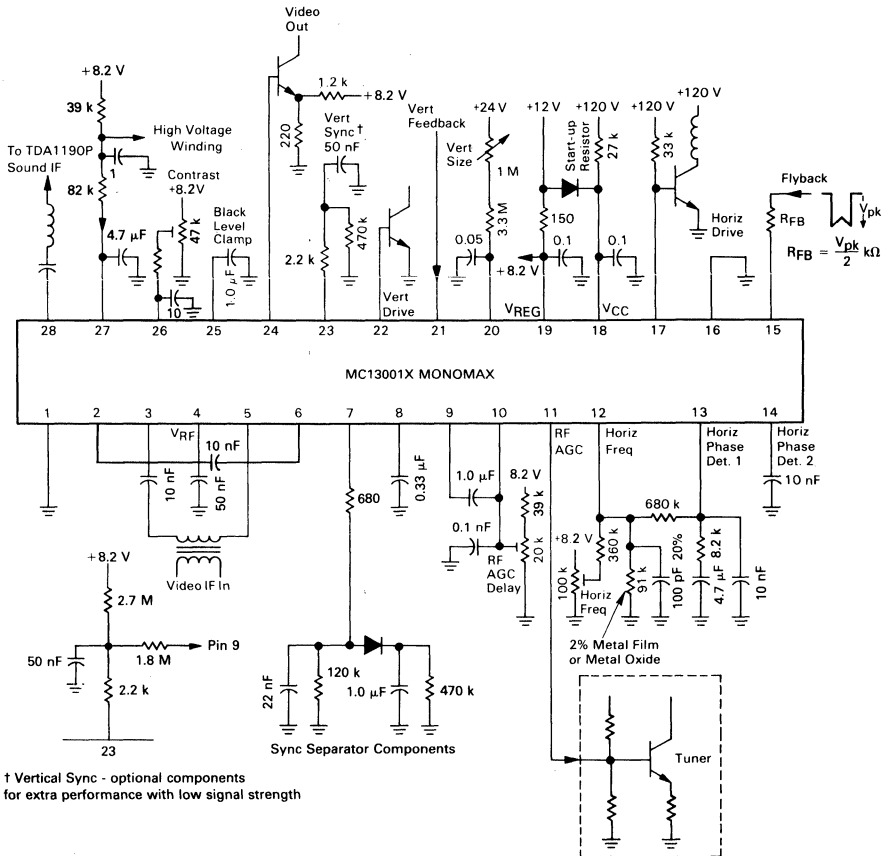 Video
Out
+8.2 V
39 k
High Voltage
Winding
To TDA1190P
Sound IF
1
82 k
Contrast
+8.2V
47 k
4.7 μF
10
Black
Level
Clamp
1.0 μF
1.2 k
+8.2 V
220
Vert
Sync †
50 nF
470 k
2.2 k
Vert
Drive
Vert
Feedback
+24 V
Vert
Size
1 M
3.3 M
0.05
+8.2 V
+12 V
Start-up
Resistor
+120 V
27 k
150
0.1
0.1
+120 V
33 k
+120 V
Horiz
Drive
Flyback
Vpk
RFB
RFB = Vpk/2 kΩ
VREG
VCC
28 27 26 25 24 23 22 21 20 19 18 17 16 15
MC13001X MONOMAX
1 2 3 4 5 6 7 8 9 10 11 12 13 14
VRF
10 nF
10 nF
50 nF
Video IF In
680
0.33 μF
1.0 μF
0.1 nF
8.2 V
39 k
20 k
RF
AGC
Delay
RF
AGC
Horiz
Freq
Horiz
Phase
Det. 1
Horiz
Phase
Det. 2
10 nF
680 k
+8.2 V
100 k
360 k
Horiz
Freq
91 k
100 pF 20%
8.2 k
4.7 μF
10 nF
2% Metal Film
or Metal Oxide
+8.2 V
2.7 M
Pin 9
50 nF
1.8 M
2.2 k
23
22 nF
120 k
1.0 μF
470 k
Sync Separator Components
Tuner
† Vertical Sync - optional components
for extra performance with low signal strength